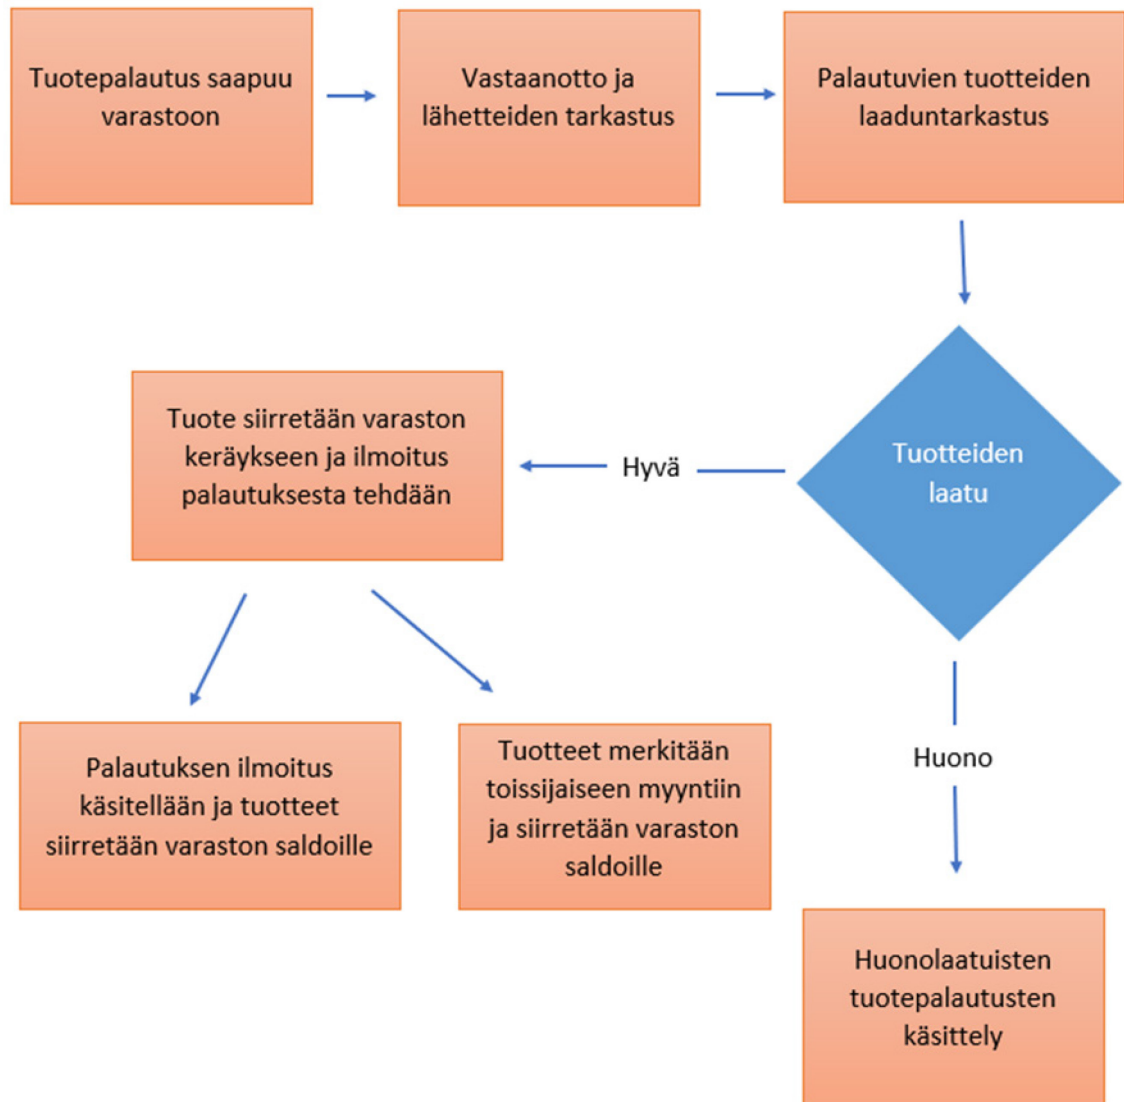 Tuotepalautus saapuu
varastoon
Vastaanotto ja
lähetteiden tarkastus
Palautuvien tuotteiden
laaduntarkastus
Tuotteiden
laatu
Hyvä
Tuote siirretään varaston
keräykseen ja ilmoitus
palautuksesta tehdään
Palautuksen ilmoitus
käsitellään ja tuotteet
siirretään varaston saldoille
Tuotteet merkitään
toissijaiseen myyntiin
ja siirretään varaston
saldoille
Huono
Huonolaatuisten
tuotepalautusten
käsittely